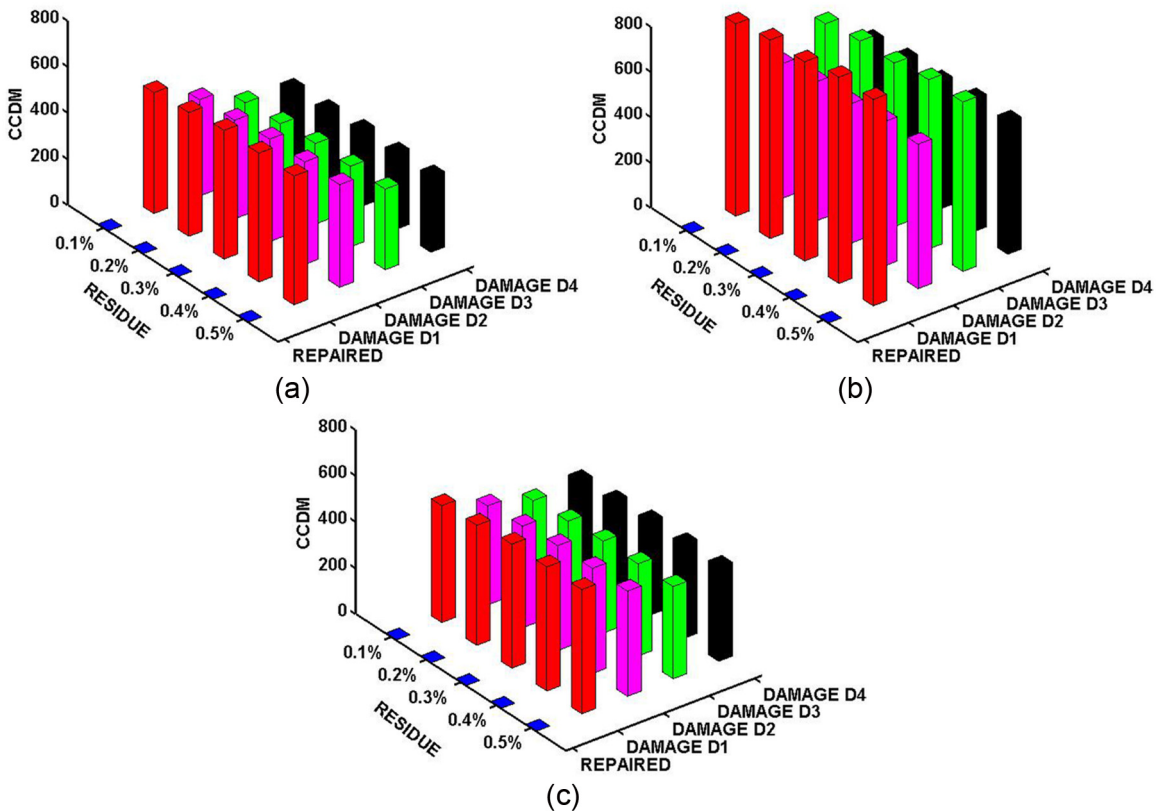 800
600
400
200
0
CCDM
0.1%
0.2%
0.3%
0.4%
0.5%
RESIDUE
DAMAGE D4
DAMAGE D3
DAMAGE D2
DAMAGE D1
REPAIRED
(a)
800
600
400
200
0
CCDM
0.1%
0.2%
0.3%
0.4%
0.5%
RESIDUE
DAMAGE D4
DAMAGE D3
DAMAGE D2
DAMAGE D1
REPAIRED
(b)
800
600
400
200
0
CCDM
0.1%
0.2%
0.3%
0.4%
0.5%
RESIDUE
DAMAGE D4
DAMAGE D3
DAMAGE D2
DAMAGE D1
REPAIRED
(c)